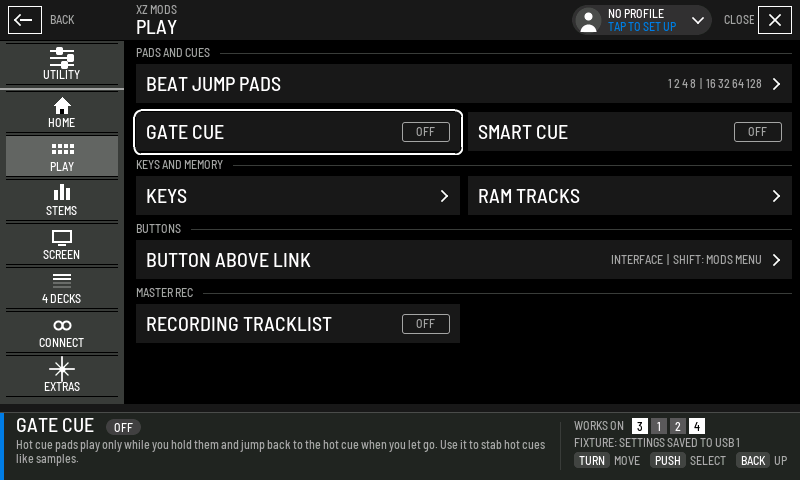 BACK
XZ MODS
PLAY
NO PROFILE
TAP TO SET UP
CLOSE
UTILITY
HOME
PLAY
STEMS
SCREEN
4 DECKS
CONNECT
EXTRAS
PADS AND CUES
BEAT JUMP PADS
1 2 4 8 | 16 32 64 128
GATE CUE
OFF
SMART CUE
OFF
KEYS AND MEMORY
KEYS
RAM TRACKS
BUTTONS
BUTTON ABOVE LINK
INTERFACE | SHIFT: MODS MENU
MASTER REC
RECORDING TRACKLIST
OFF
GATE CUE OFF
Hot cue pads play only while you hold them and jump back to the hot cue when you let go. Use it to stab hot cues
like samples.
WORKS ON 3 1 2 4
FIXTURE: SETTINGS SAVED TO USB 1
TURN MOVE PUSH SELECT BACK UP